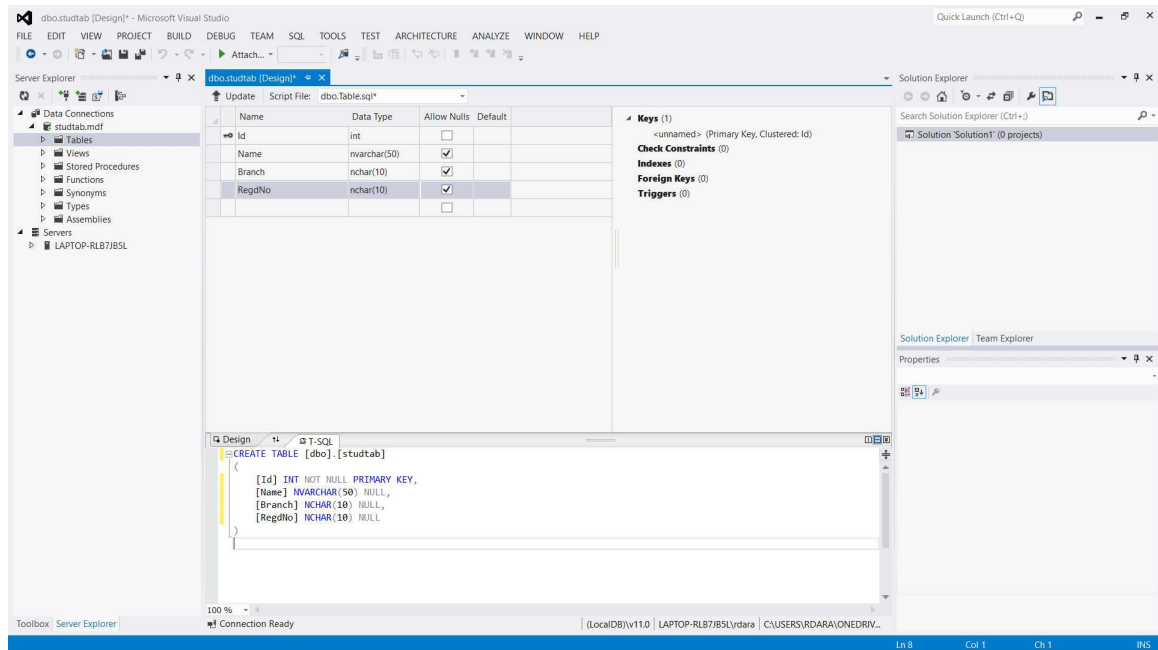 dbo.studtab [Design]* - Microsoft Visual Studio
Quick Launch (Ctrl+Q)
FILE EDIT VIEW PROJECT BUILD DEBUG TEAM SQL TOOLS TEST ARCHITECTURE ANALYZE WINDOW HELP
Attach...
Server Explorer
Data Connections
studtab.mdf
Tables
Views
Stored Procedures
Functions
Synonyms
Types
Assemblies
Servers
LAPTOP-RLB7JB5L
Toolbox Server Explorer
dbo.studtab [Design]*
Update Script File: dbo.Table.sql*
Name Data Type Allow Nulls Default
Id int
Name nvarchar(50)
Branch nchar(10)
RegdNo nchar(10)
Keys (1)
<unnamed> (Primary Key, Clustered: Id)
Check Constraints (0)
Indexes (0)
Foreign Keys (0)
Triggers (0)
Design T-SQL
CREATE TABLE [dbo].[studtab]
(
[Id] INT NOT NULL PRIMARY KEY,
[Name] NVARCHAR(50) NULL,
[Branch] NCHAR(10) NULL,
[RegdNo] NCHAR(10) NULL
)
100 %
Connection Ready (LocalDB)\v11.0 LAPTOP-RLB7JB5L\rdara C:\USERS\RDARA\ONEDRIV...
Solution Explorer
Search Solution Explorer (Ctrl+;)
Solution 'Solution1' (0 projects)
Solution Explorer Team Explorer
Properties
Ln 8 Col 1 Ch 1 INS